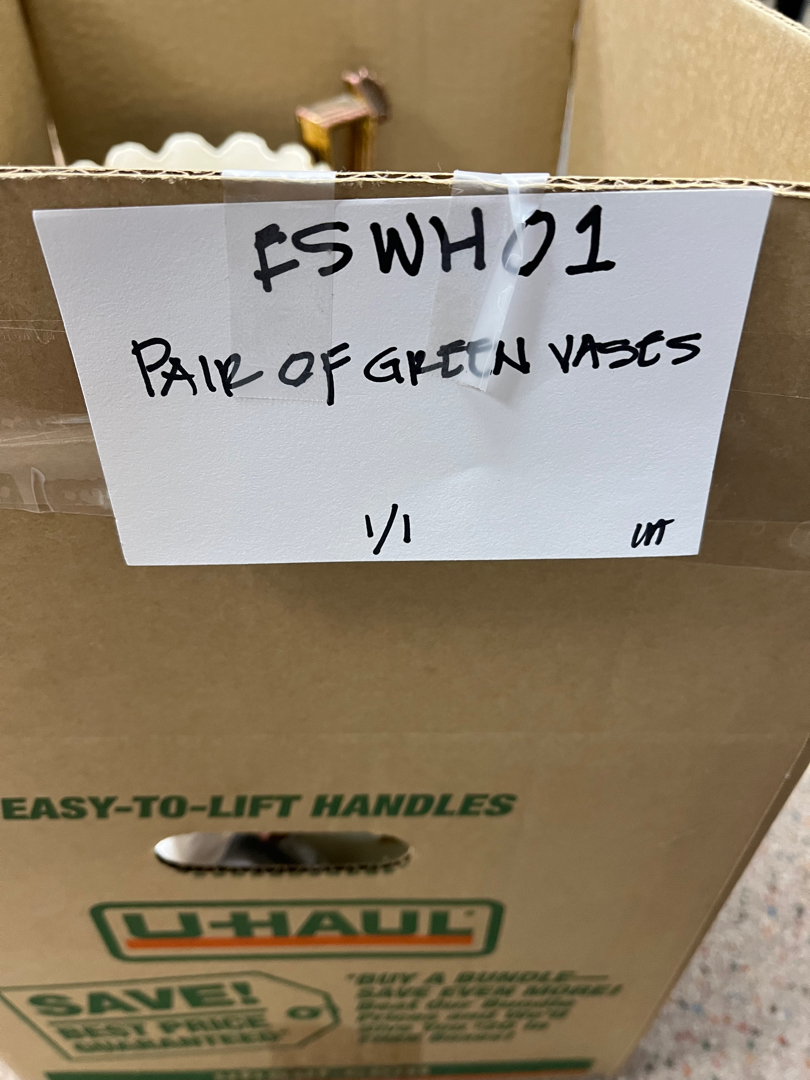 ESWH01
PAIR OF GREEN VASES
1/1
EASY-TO-LIFT HANDLES
U-HAUL
SAVE!
BEST PRICE
GUARANTEED*
"BUY A BUNDLE—
SAVE EVEN MORE!